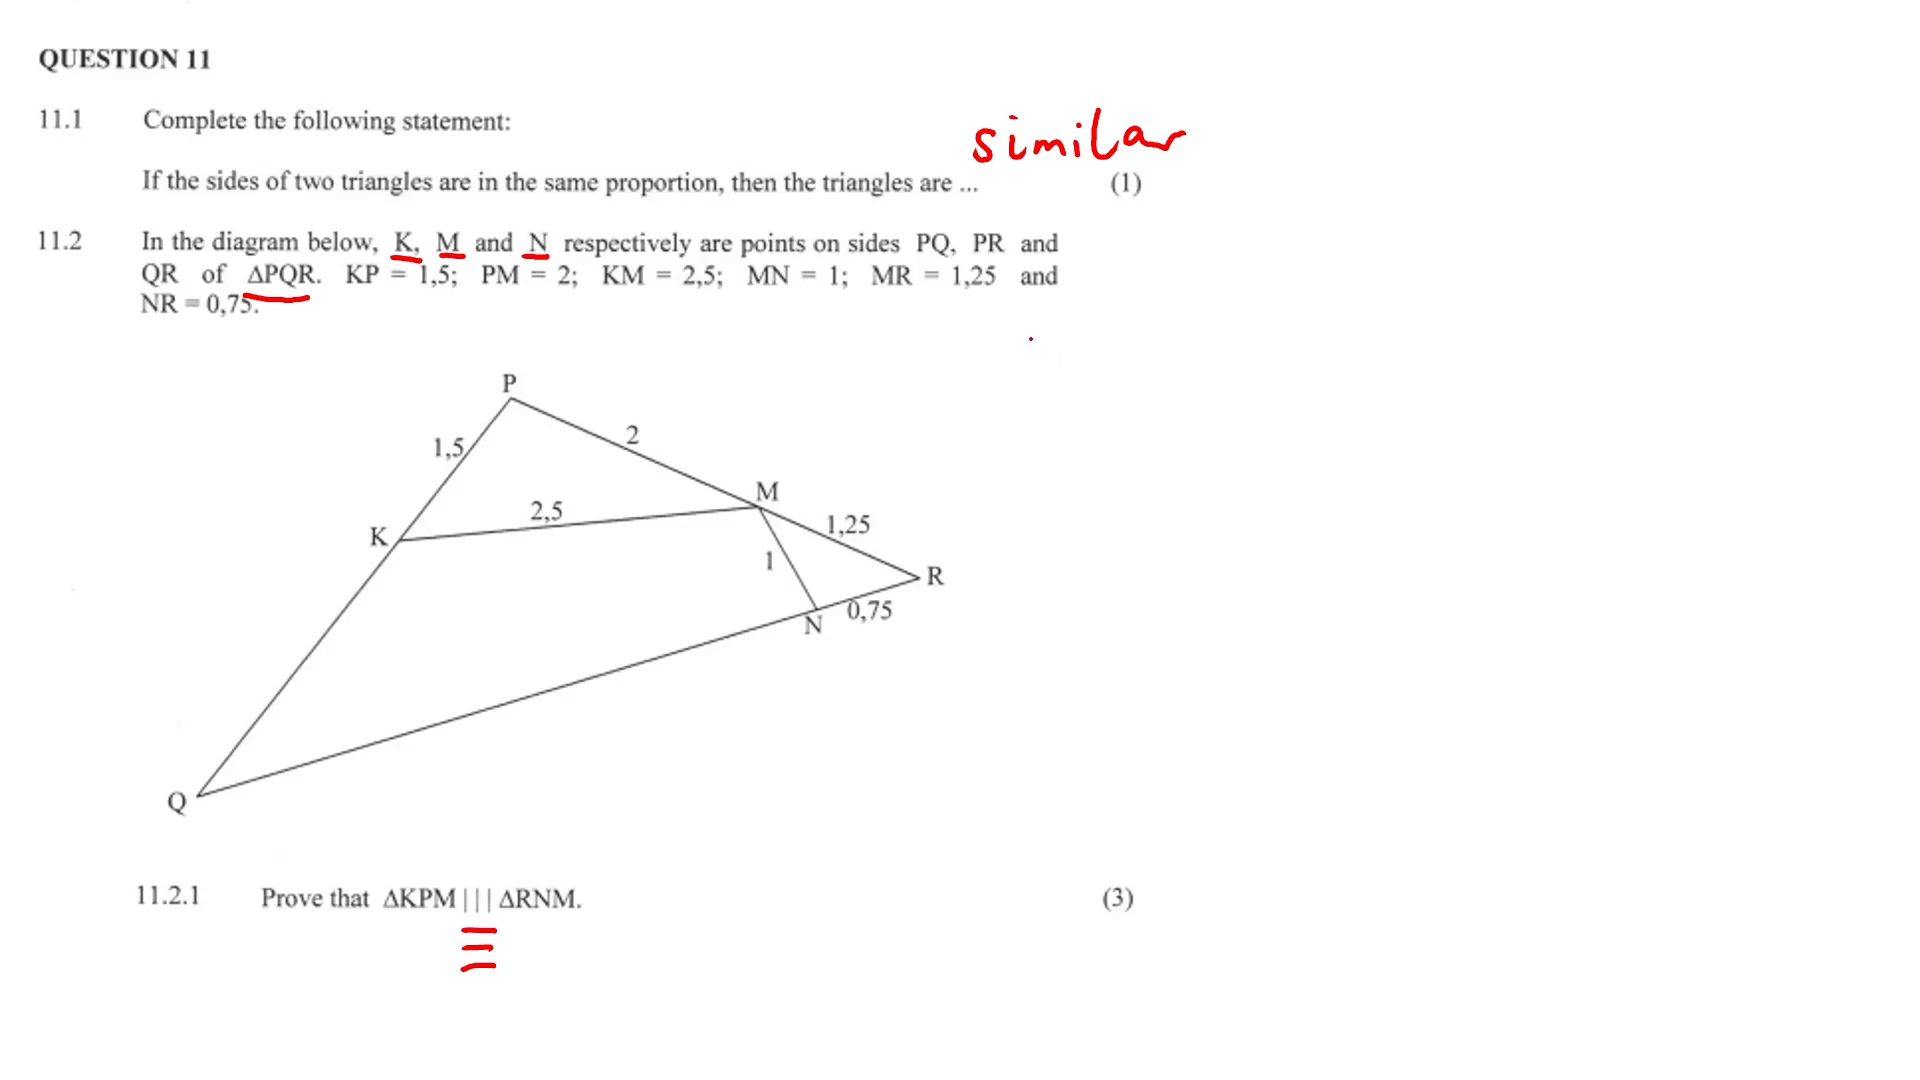 QUESTION 11
11.1 Complete the following statement:
similar
If the sides of two triangles are in the same proportion, then the triangles are ... (1)
11.2 In the diagram below, K, M and N respectively are points on sides PQ, PR and
QR of ΔPQR. KP = 1,5; PM = 2; KM = 2,5; MN = 1; MR = 1,25 and
NR = 0,75.
P
1,5
2
M
2,5
1,25
K
1
R
0,75
N
Q
11.2.1 Prove that ΔKPM ||| ΔRNM. (3)
≡